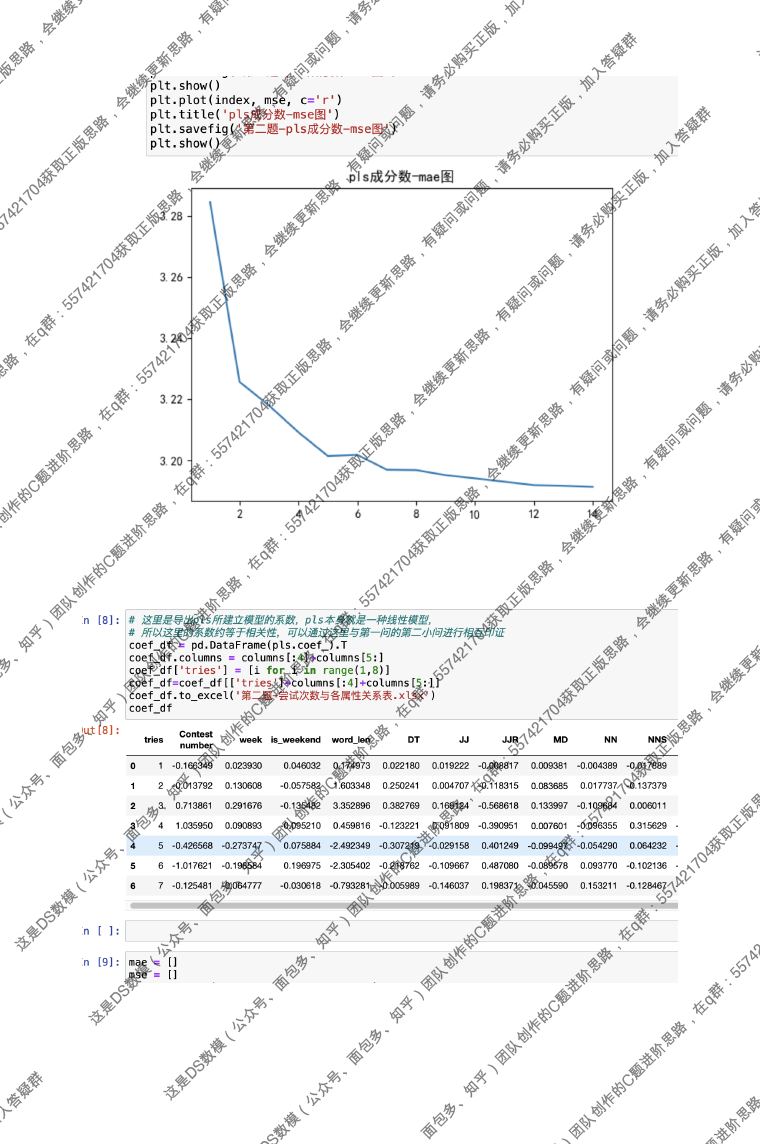 plt.show()
plt.plot(index, mse, c='r')
plt.title('pls成分数-mse图')
plt.savefig('第二题-pls成分数-mse图')
plt.show()
pls成分数-mae图
3.28
3.26
3.24
3.22
3.20
2 4 6 8 10 12 14
n [8]:
# 这里是导出pls所建立模型的系数, pls本身就是一种线性模型,
# 所以这里的系数约等于相关性, 可以通过这里与第一问的第二小问进行相互印证
coef_df = pd.DataFrame(pls.coef_).T
coef_df.columns = columns[:4]+columns[5:]
coef_df['tries'] = [i for i in range(1,8)]
coef_df=coef_df[['tries']+columns[:4]+columns[5:]]
coef_df.to_excel('第二题-尝试次数与各属性关系表.xlsx')
coef_df
ut[8]:
tries Contest number week is_weekend word_len DT JJ JJR MD NN NNS
0 1 -0.166349 0.023930 0.046032 0.174973 0.022180 0.019222 -0.008817 0.009381 -0.004389 -0.017889
1 2 -0.013792 0.130608 -0.057582 1.603348 0.250241 0.004707 -0.118315 0.083685 0.017737 -0.137379
2 3 0.713861 0.291676 -0.135482 3.352896 0.382769 0.169124 -0.568618 0.133997 -0.109684 0.006011
3 4 1.035950 0.090893 -0.095210 0.459816 -0.123221 0.091809 -0.390951 0.007601 -0.096355 0.315629
4 5 -0.426568 -0.273747 0.075884 -2.492349 -0.307219 -0.029158 0.401249 -0.099497 -0.054290 0.064232
5 6 -1.017621 -0.198584 0.196975 -2.305402 -0.218762 -0.109667 0.487080 -0.089578 0.093770 -0.102136
6 7 -0.125481 -0.064777 -0.030618 -0.793281 -0.005989 -0.146037 0.198371 -0.045590 0.153211 -0.128467
n [ ]:
n [9]:
mae = []
mse = []
这是DS数模（公众号、面包多、知乎）团队创作的C题进阶思路，在q群：557421704获取正版思路，会继续更新思路，有疑问或问题，请务必购买正版，加入答疑群